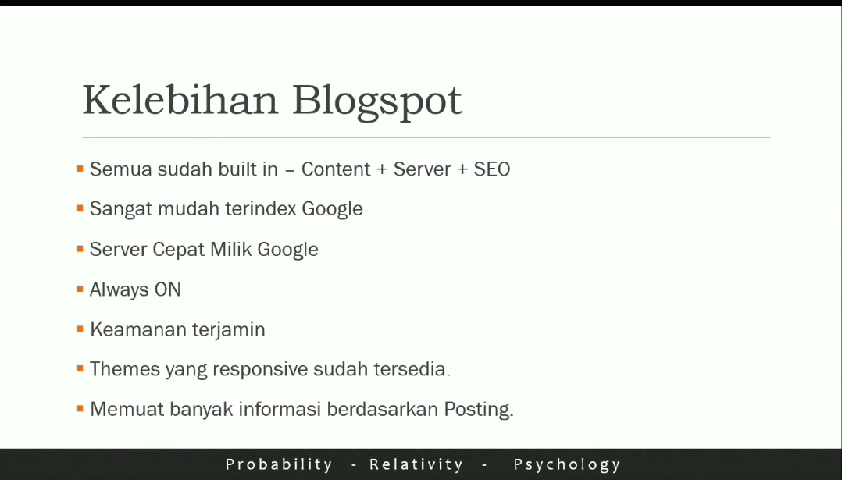 Kelebihan Blogspot
Semua sudah built in – Content + Server + SEO
Sangat mudah terindex Google
Server Cepat Milik Google
Always ON
Keamanan terjamin
Themes yang responsive sudah tersedia.
Memuat banyak informasi berdasarkan Posting.
Probability - Relativity - Psychology